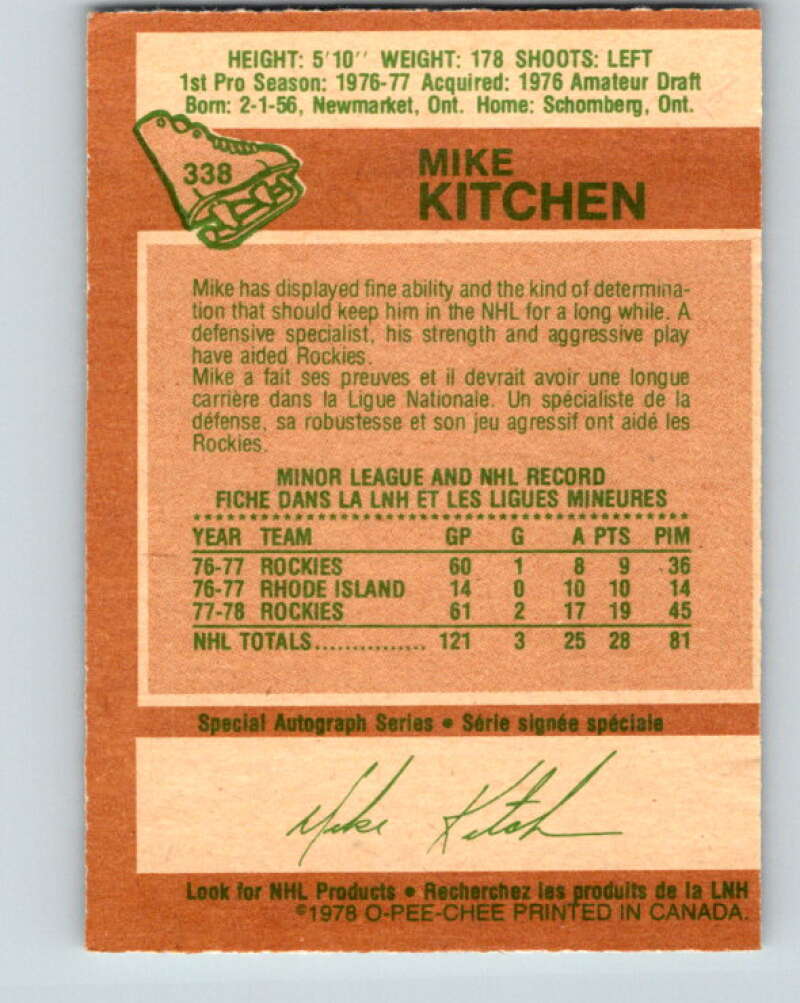 HEIGHT: 5'10'' WEIGHT: 178 SHOOTS: LEFT
1st Pro Season: 1976-77 Acquired: 1976 Amateur Draft
Born: 2-1-56, Newmarket, Ont. Home: Schomberg, Ont.
338
MIKE
KITCHEN
Mike has displayed fine ability and the kind of determina-
tion that should keep him in the NHL for a long while. A
defensive specialist, his strength and aggressive play
have aided Rockies.
Mike a fait ses preuves et il devrait avoir une longue
carrière dans la Ligue Nationale. Un spécialiste de la
défense, sa robustesse et son jeu agressif ont aidé les
Rockies.
MINOR LEAGUE AND NHL RECORD
FICHE DANS LA LNH ET LES LIGUES MINEURES
YEAR TEAM GP G A PTS PIM
76-77 ROCKIES 60 1 8 9 36
76-77 RHODE ISLAND 14 0 10 10 14
77-78 ROCKIES 61 2 17 19 45
NHL TOTALS............... 121 3 25 28 81
Special Autograph Series • Série signée spéciale
Mike Kitch
Look for NHL Products • Recherchez les produits de la LNH
©1978 O-PEE-CHEE PRINTED IN CANADA.